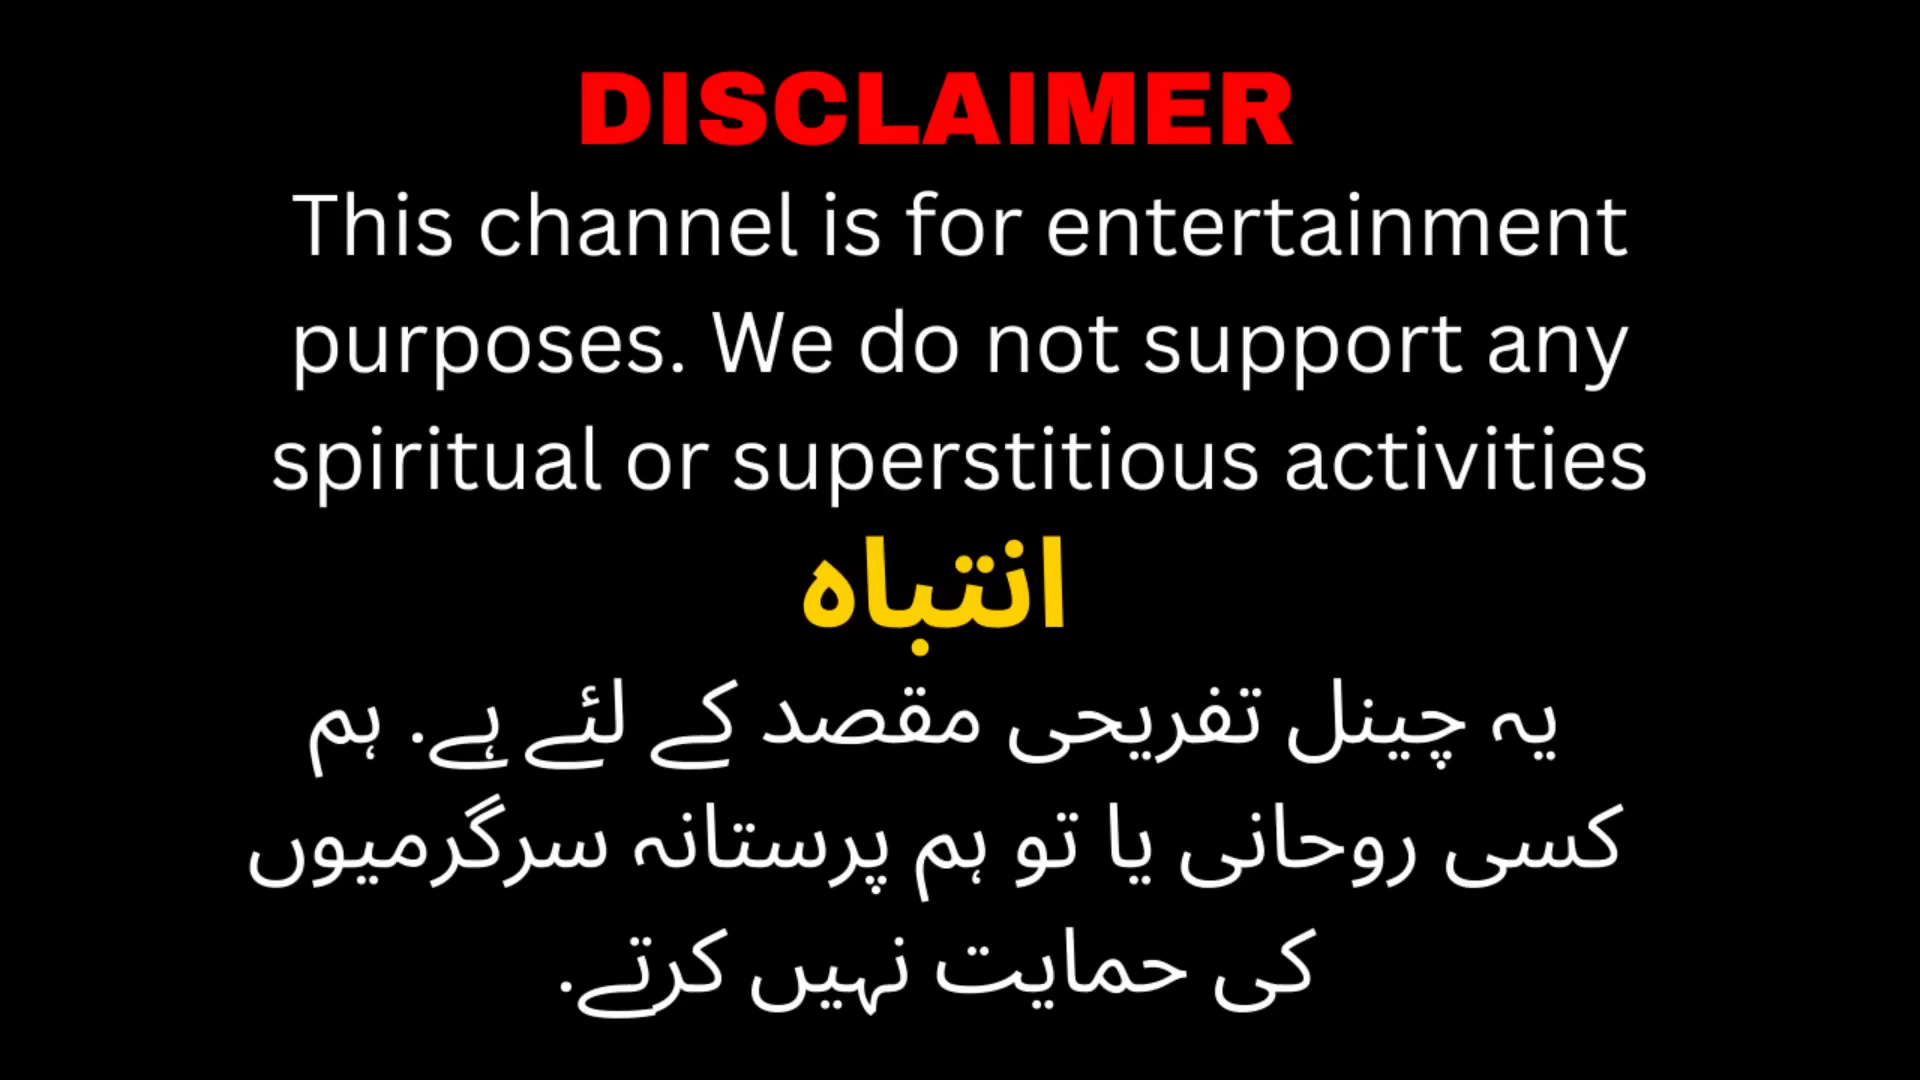 DISCLAIMER
This channel is for entertainment
purposes. We do not support any
spiritual or superstitious activities
انتباہ
یہ چینل تفریحی مقصد کے لئے ہے. ہم
کسی روحانی یا تو ہم پرستانہ سرگرمیوں
کی حمایت نہیں کرتے.